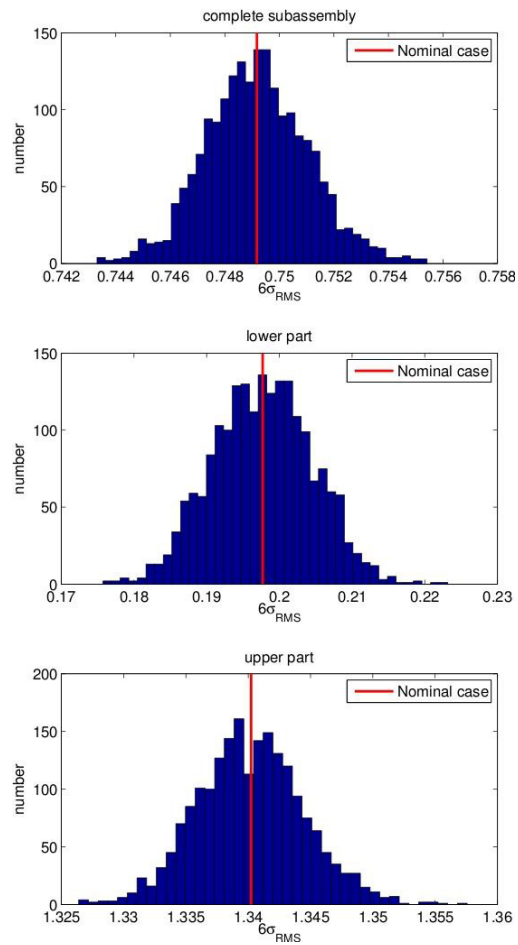 complete subassembly
150
100
50
0
number
Nominal case
0.742 0.744 0.746 0.748 0.75 0.752 0.754 0.756 0.758
6σRMS
lower part
150
100
50
0
number
Nominal case
0.17 0.18 0.19 0.2 0.21 0.22 0.23
6σRMS
upper part
200
150
100
50
0
number
Nominal case
1.325 1.33 1.335 1.34 1.345 1.35 1.355 1.36
6σRMS